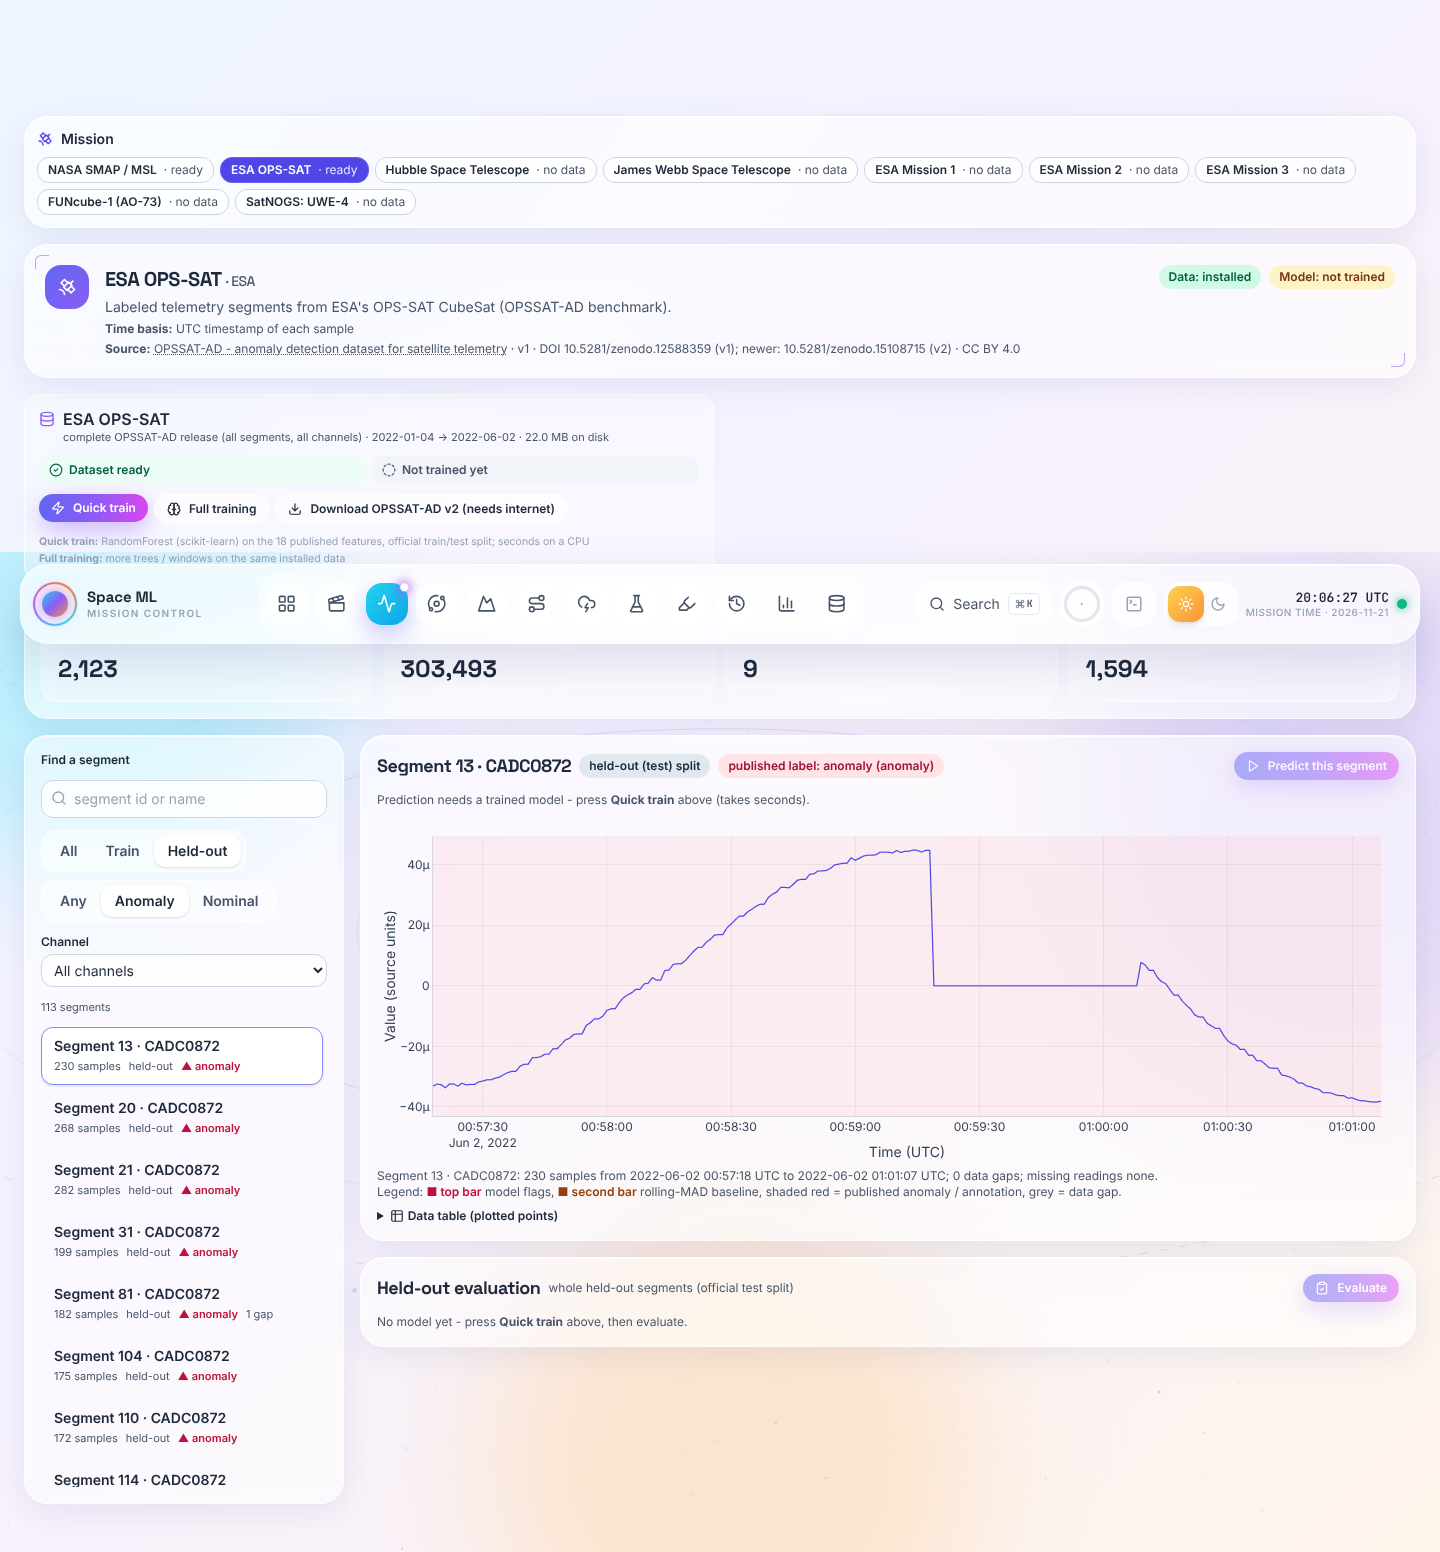 Mission
NASA SMAP / MSL · ready
ESA OPS-SAT · ready
Hubble Space Telescope · no data
James Webb Space Telescope · no data
ESA Mission 1 · no data
ESA Mission 2 · no data
ESA Mission 3 · no data
FUNcube-1 (AO-73) · no data
SatNOGS: UWE-4 · no data
ESA OPS-SAT · ESA
Data: installed
Model: not trained
Labeled telemetry segments from ESA's OPS-SAT CubeSat (OPSSAT-AD benchmark).
Time basis: UTC timestamp of each sample
Source: OPSSAT-AD - anomaly detection dataset for satellite telemetry · v1 · DOI 10.5281/zenodo.12588359 (v1); newer: 10.5281/zenodo.15108715 (v2) · CC BY 4.0
ESA OPS-SAT
complete OPSSAT-AD release (all segments, all channels) · 2022-01-04 → 2022-06-02 · 22.0 MB on disk
Dataset ready
Not trained yet
Quick train
Full training
Download OPSSAT-AD v2 (needs internet)
Quick train: RandomForest (scikit-learn) on the 18 published features, official train/test split; seconds on a CPU
Full training: more trees / windows on the same installed data
Space ML
MISSION CONTROL
Search
⌘K
20:06:27 UTC
MISSION TIME · 2026-11-21
2,123
303,493
9
1,594
Find a segment
segment id or name
All
Train
Held-out
Any
Anomaly
Nominal
Channel
All channels
113 segments
Segment 13 · CADC0872
230 samples held-out ▲ anomaly
Segment 20 · CADC0872
268 samples held-out ▲ anomaly
Segment 21 · CADC0872
282 samples held-out ▲ anomaly
Segment 31 · CADC0872
199 samples held-out ▲ anomaly
Segment 81 · CADC0872
182 samples held-out ▲ anomaly 1 gap
Segment 104 · CADC0872
175 samples held-out ▲ anomaly
Segment 110 · CADC0872
172 samples held-out ▲ anomaly
Segment 114 · CADC0872
Segment 13 · CADC0872
held-out (test) split
published label: anomaly (anomaly)
Predict this segment
Prediction needs a trained model - press Quick train above (takes seconds).
Value (source units)
40μ
20μ
0
−20μ
−40μ
00:57:30
Jun 2, 2022
00:58:00
00:58:30
00:59:00
00:59:30
01:00:00
01:00:30
01:01:00
Time (UTC)
Segment 13 · CADC0872: 230 samples from 2022-06-02 00:57:18 UTC to 2022-06-02 01:01:07 UTC; 0 data gaps; missing readings none.
Legend: ■ top bar model flags, ■ second bar rolling-MAD baseline, shaded red = published anomaly / annotation, grey = data gap.
Data table (plotted points)
Held-out evaluation whole held-out segments (official test split)
Evaluate
No model yet - press Quick train above, then evaluate.